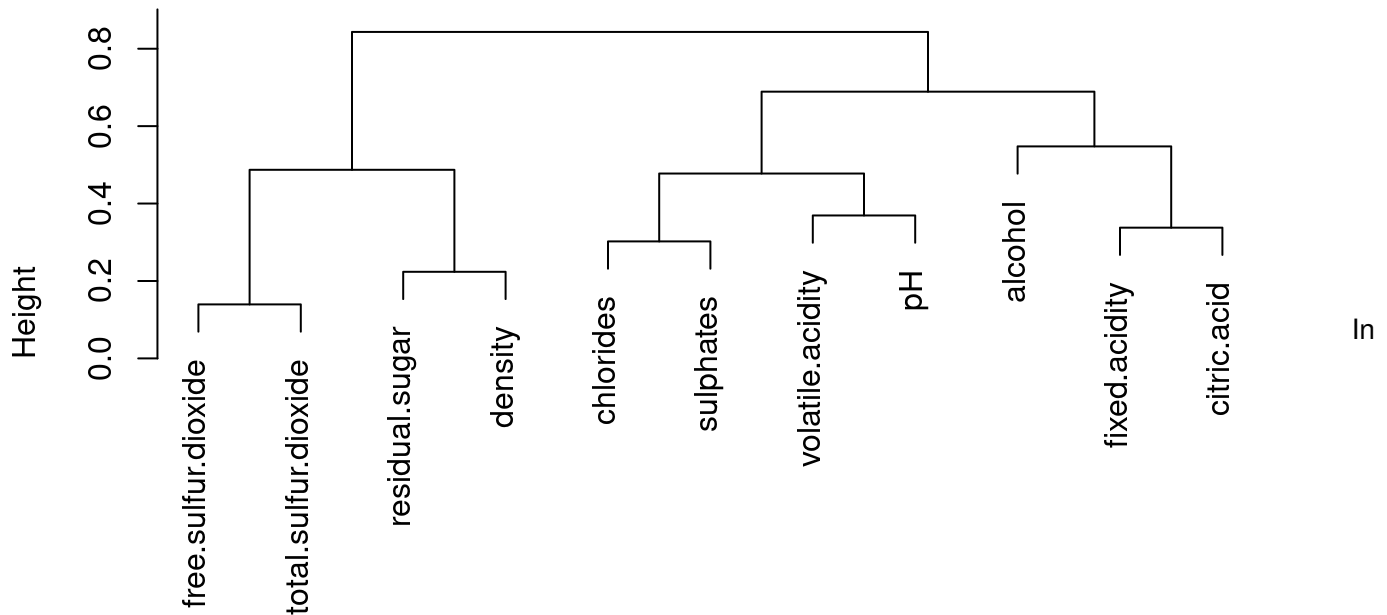 Height
0.0
0.2
0.4
0.6
0.8
free.sulfur.dioxide
total.sulfur.dioxide
residual.sugar
density
chlorides
sulphates
volatile.acidity
pH
alcohol
fixed.acidity
citric.acid
In